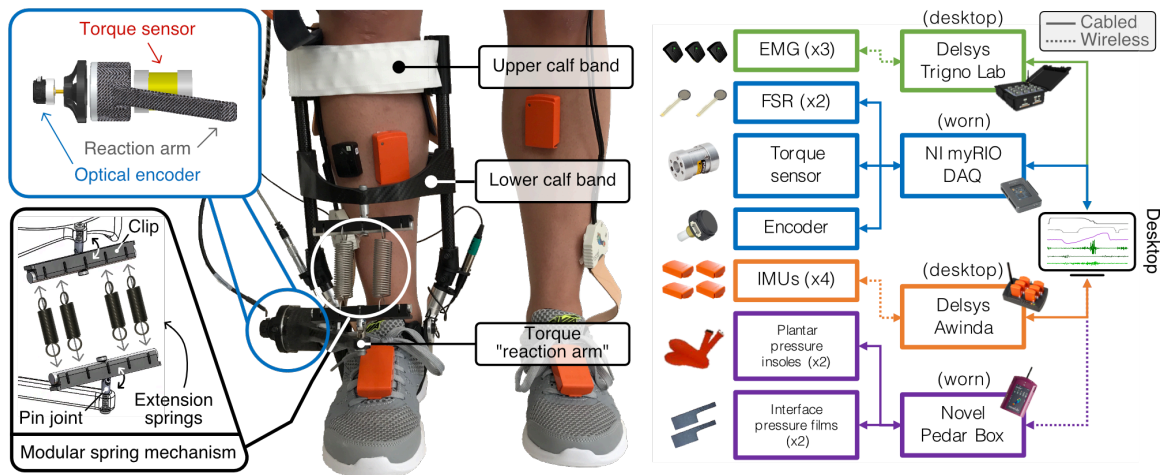 Torque sensor
Reaction arm
Optical encoder
Clip
Pin joint
Extension
springs
Modular spring mechanism
Upper calf band
Lower calf band
Torque
"reaction arm"
(desktop)
Cabled
Wireless
EMG (x3)
Delsys
Trigno Lab
FSR (x2)
(worn)
Torque
sensor
NI myRIO
DAQ
Encoder
Desktop
(desktop)
IMUs (x4)
Delsys
Awinda
Plantar
pressure
insoles (x2)
(worn)
Interface
pressure films
(x2)
Novel
Pedar Box